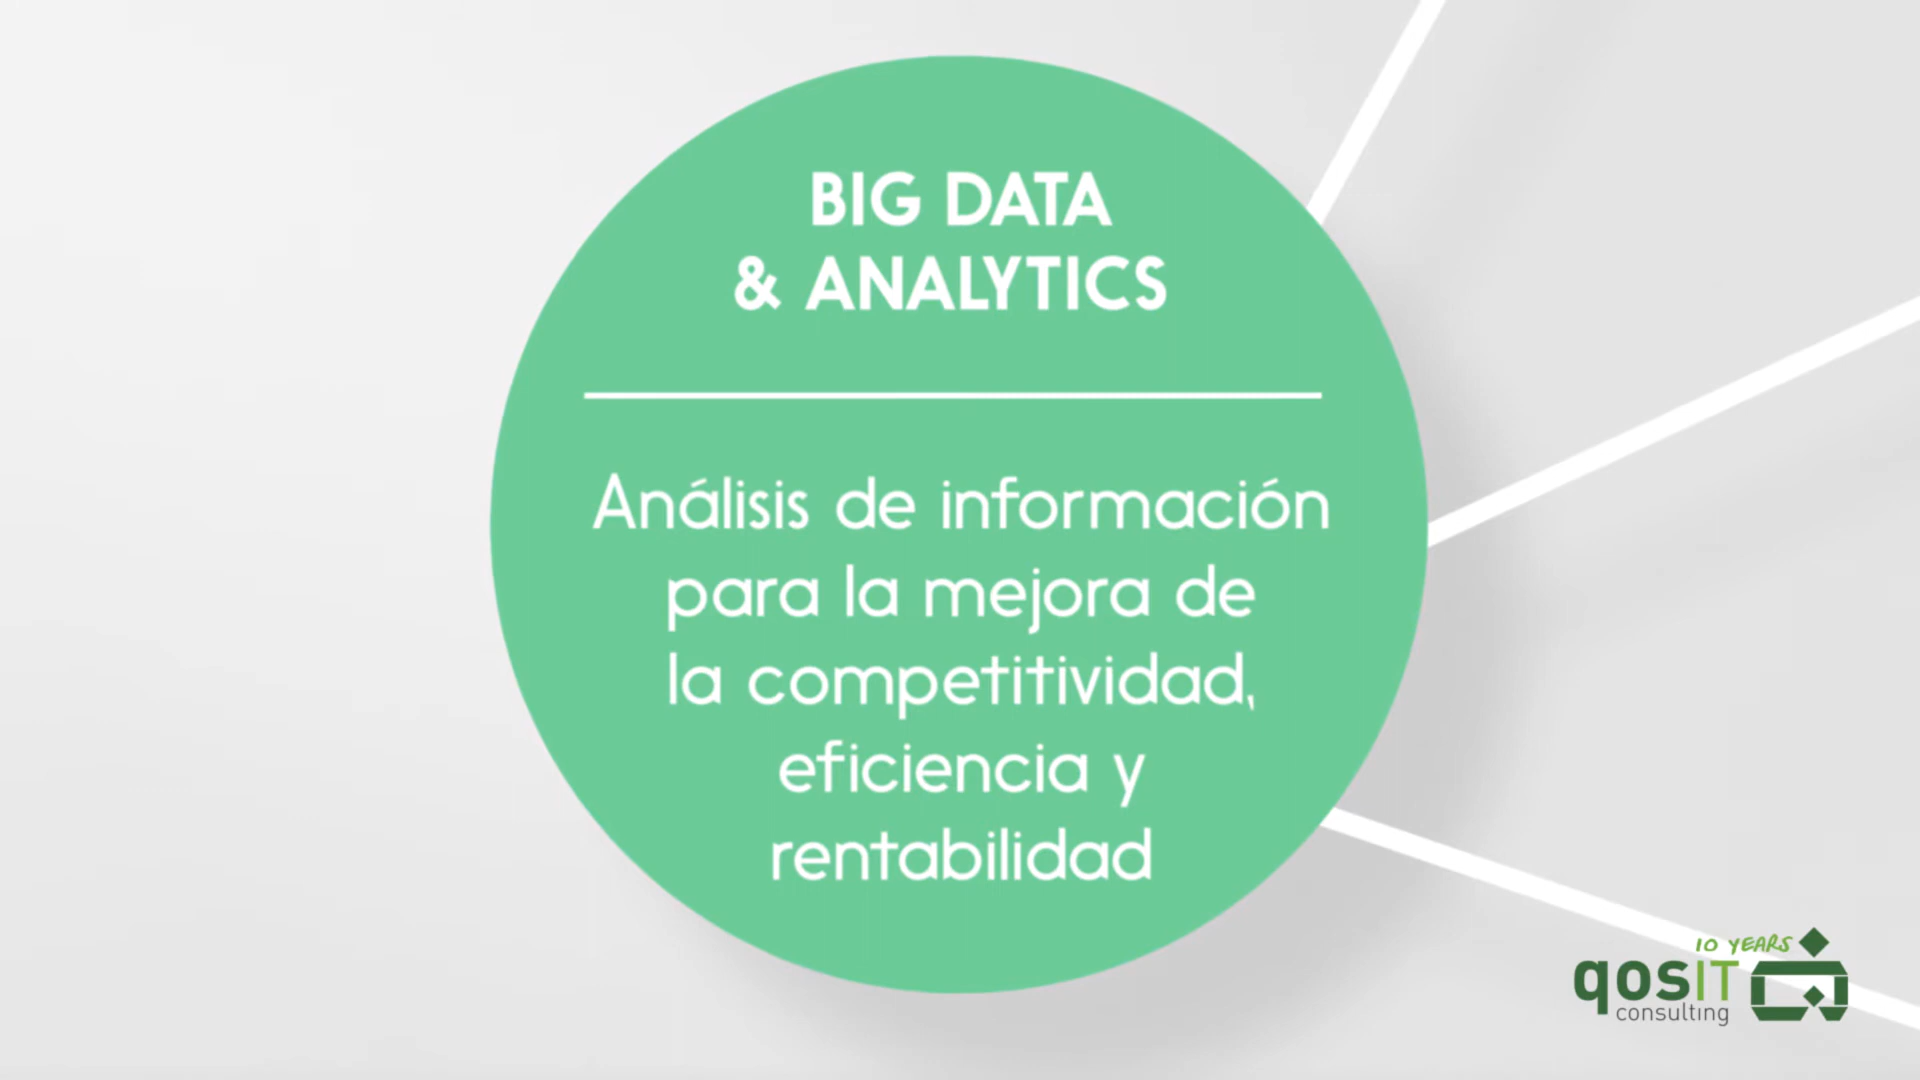 BIG DATA
& ANALYTICS
Análisis de información
para la mejora de
la competitividad,
eficiencia y
rentabilidad
10 YEARS
qosIT
consulting